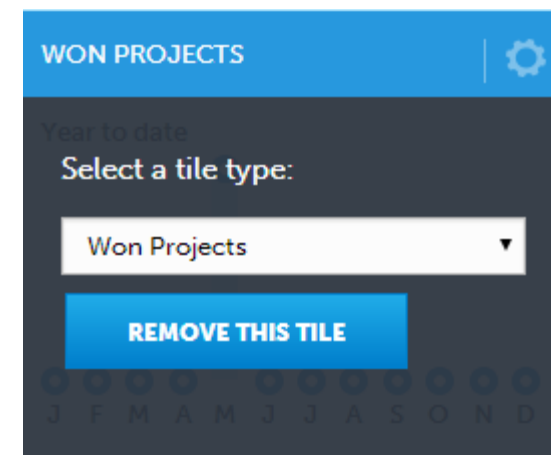 WON PROJECTS
Year to date
Select a tile type:
Won Projects
REMOVE THIS TILE
J F M A M J J A S O N D